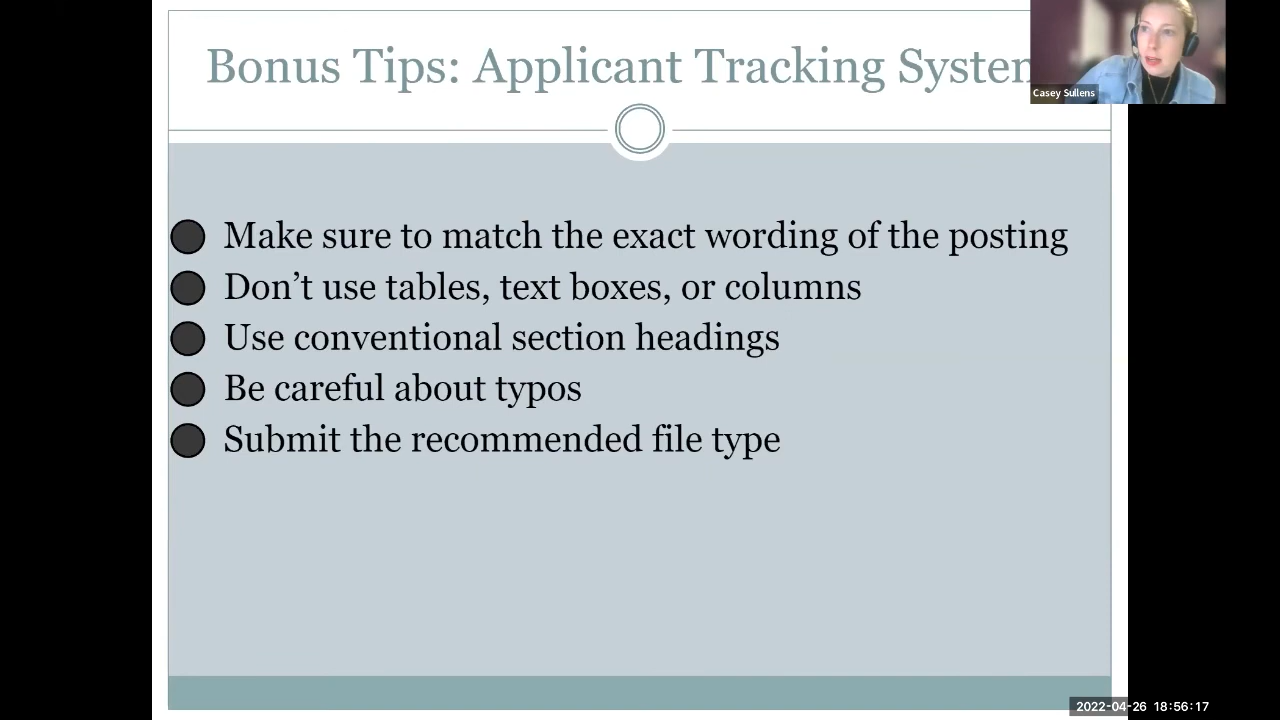 Bonus Tips: Applicant Tracking System
Casey Sullens
Make sure to match the exact wording of the posting
Don’t use tables, text boxes, or columns
Use conventional section headings
Be careful about typos
Submit the recommended file type
2022-04-26 18:56:17